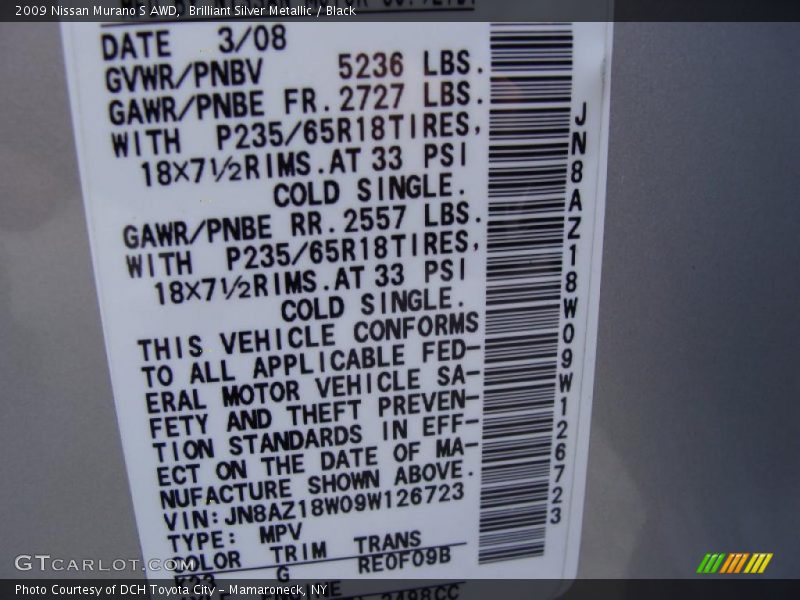 2009 Nissan Murano S AWD, Brilliant Silver Metallic / Black
DATE 3/08
GVWR/PNBV 5236 LBS.
GAWR/PNBE FR. 2727 LBS.
WITH P235/65R18TIRES,
18X7½RIMS.AT 33 PSI
COLD SINGLE.
GAWR/PNBE RR. 2557 LBS.
WITH P235/65R18TIRES,
18X7½RIMS.AT 33 PSI
COLD SINGLE.
THIS VEHICLE CONFORMS
TO ALL APPLICABLE FED-
ERAL MOTOR VEHICLE SA-
FETY AND THEFT PREVEN-
TION STANDARDS IN EFF-
ECT ON THE DATE OF MA-
NUFACTURE SHOWN ABOVE.
VIN:JN8AZ18W09W126723
TYPE: MPV
COLOR TRIM TRANS
K23 G RE0F09B
JN8AZ18W09W126723
GTCARLOT.COM
Photo Courtesy of DCH Toyota City - Mamaroneck, NY